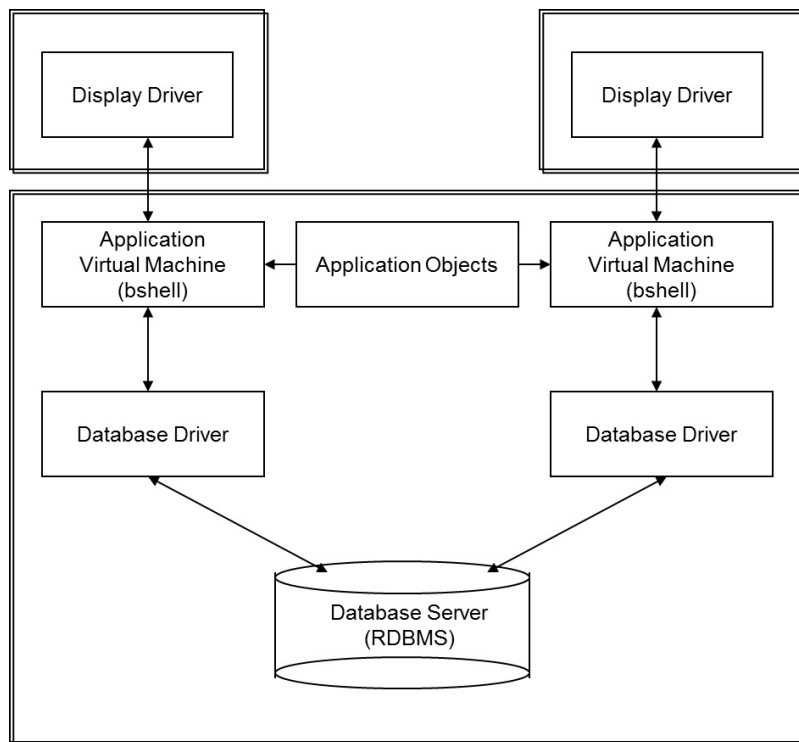 Display Driver
Display Driver
Application
Virtual Machine
(bshell)
Application Objects
Application
Virtual Machine
(bshell)
Database Driver
Database Driver
Database Server
(RDBMS)